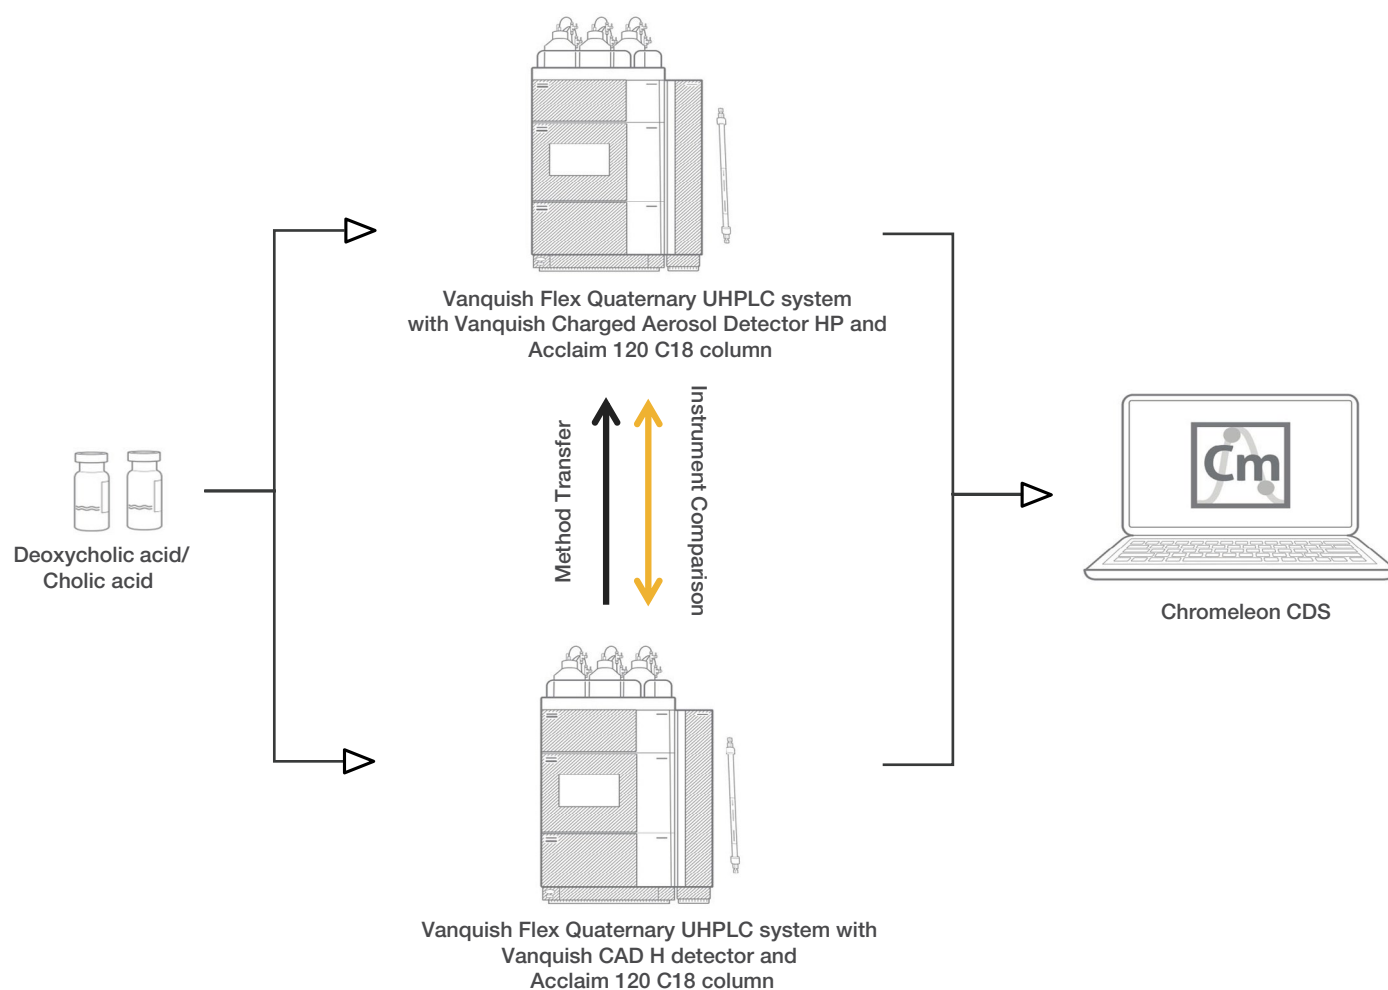 Vanquish Flex Quaternary UHPLC system
with Vanquish Charged Aerosol Detector HP and
Acclaim 120 C18 column
Method Transfer
Instrument Comparison
Deoxycholic acid/
Cholic acid
Cm
Chromeleon CDS
Vanquish Flex Quaternary UHPLC system with
Vanquish CAD H detector and
Acclaim 120 C18 column